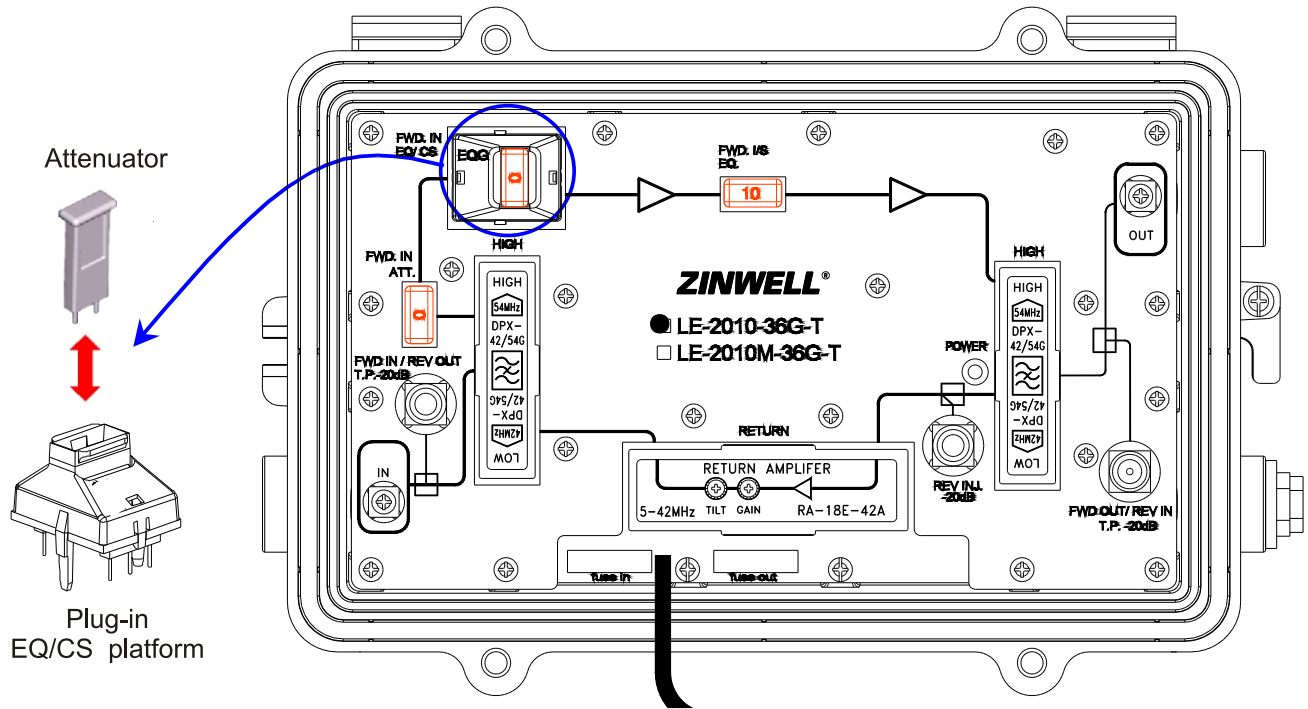 Attenuator
Plug-in
EQ/CS platform
FWD. IN
EQ/ CS
EQG
0
FWD. I/S
EQ.
10
OUT
FWD. IN
ATT.
0
HIGH
HIGH
54MHz
DPX-
42/54G
42/54G
DPX-
42MHz
LOW
ZINWELL®
LE-2010-36G-T
LE-2010M-36G-T
POWER
HIGH
HIGH
54MHz
DPX-
42/54G
42/54G
DPX-
42MHz
LOW
FWD IN / REV OUT
T.P.-20dB
IN
RETURN
RETURN AMPLIFER
5-42MHz TILT GAIN RA-18E-42A
REV INJ.
-20dB
FWD OUT/ REV IN
T.P. -20dB
fuse in
fuse out